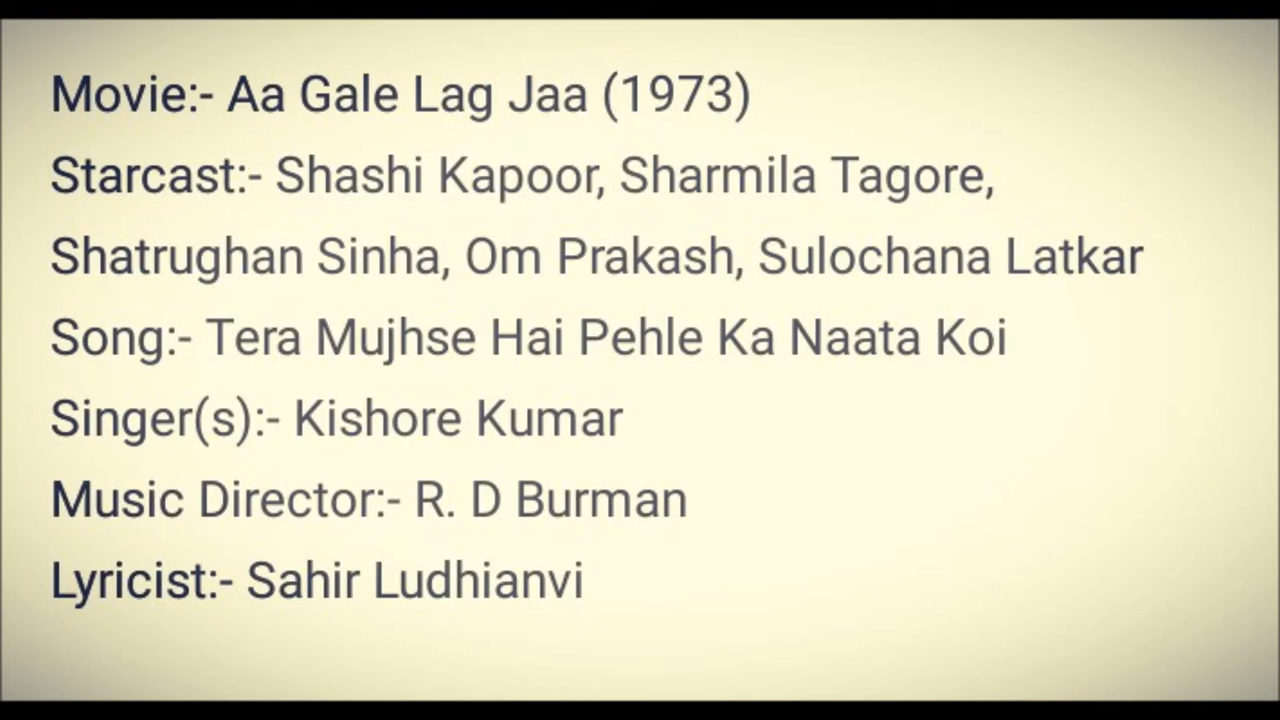 Movie:- Aa Gale Lag Jaa (1973)
Starcast:- Shashi Kapoor, Sharmila Tagore,
Shatrughan Sinha, Om Prakash, Sulochana Latkar
Song:- Tera Mujhse Hai Pehle Ka Naata Koi
Singer(s):- Kishore Kumar
Music Director:- R. D Burman
Lyricist:- Sahir Ludhianvi